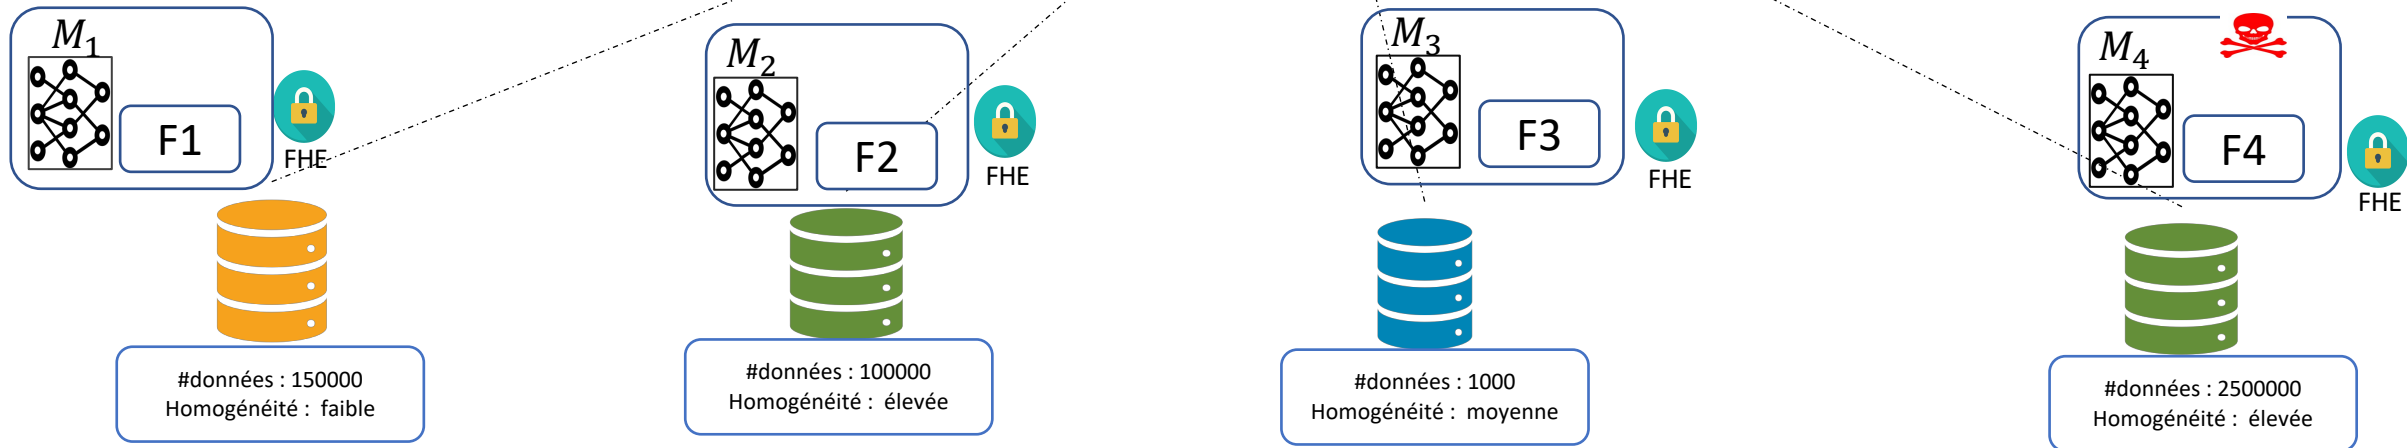 M1
F1
FHE
#données : 150000
Homogénéité : faible
M2
F2
FHE
#données : 100000
Homogénéité : élevée
M3
F3
FHE
#données : 1000
Homogénéité : moyenne
M4
F4
FHE
#données : 2500000
Homogénéité : élevée